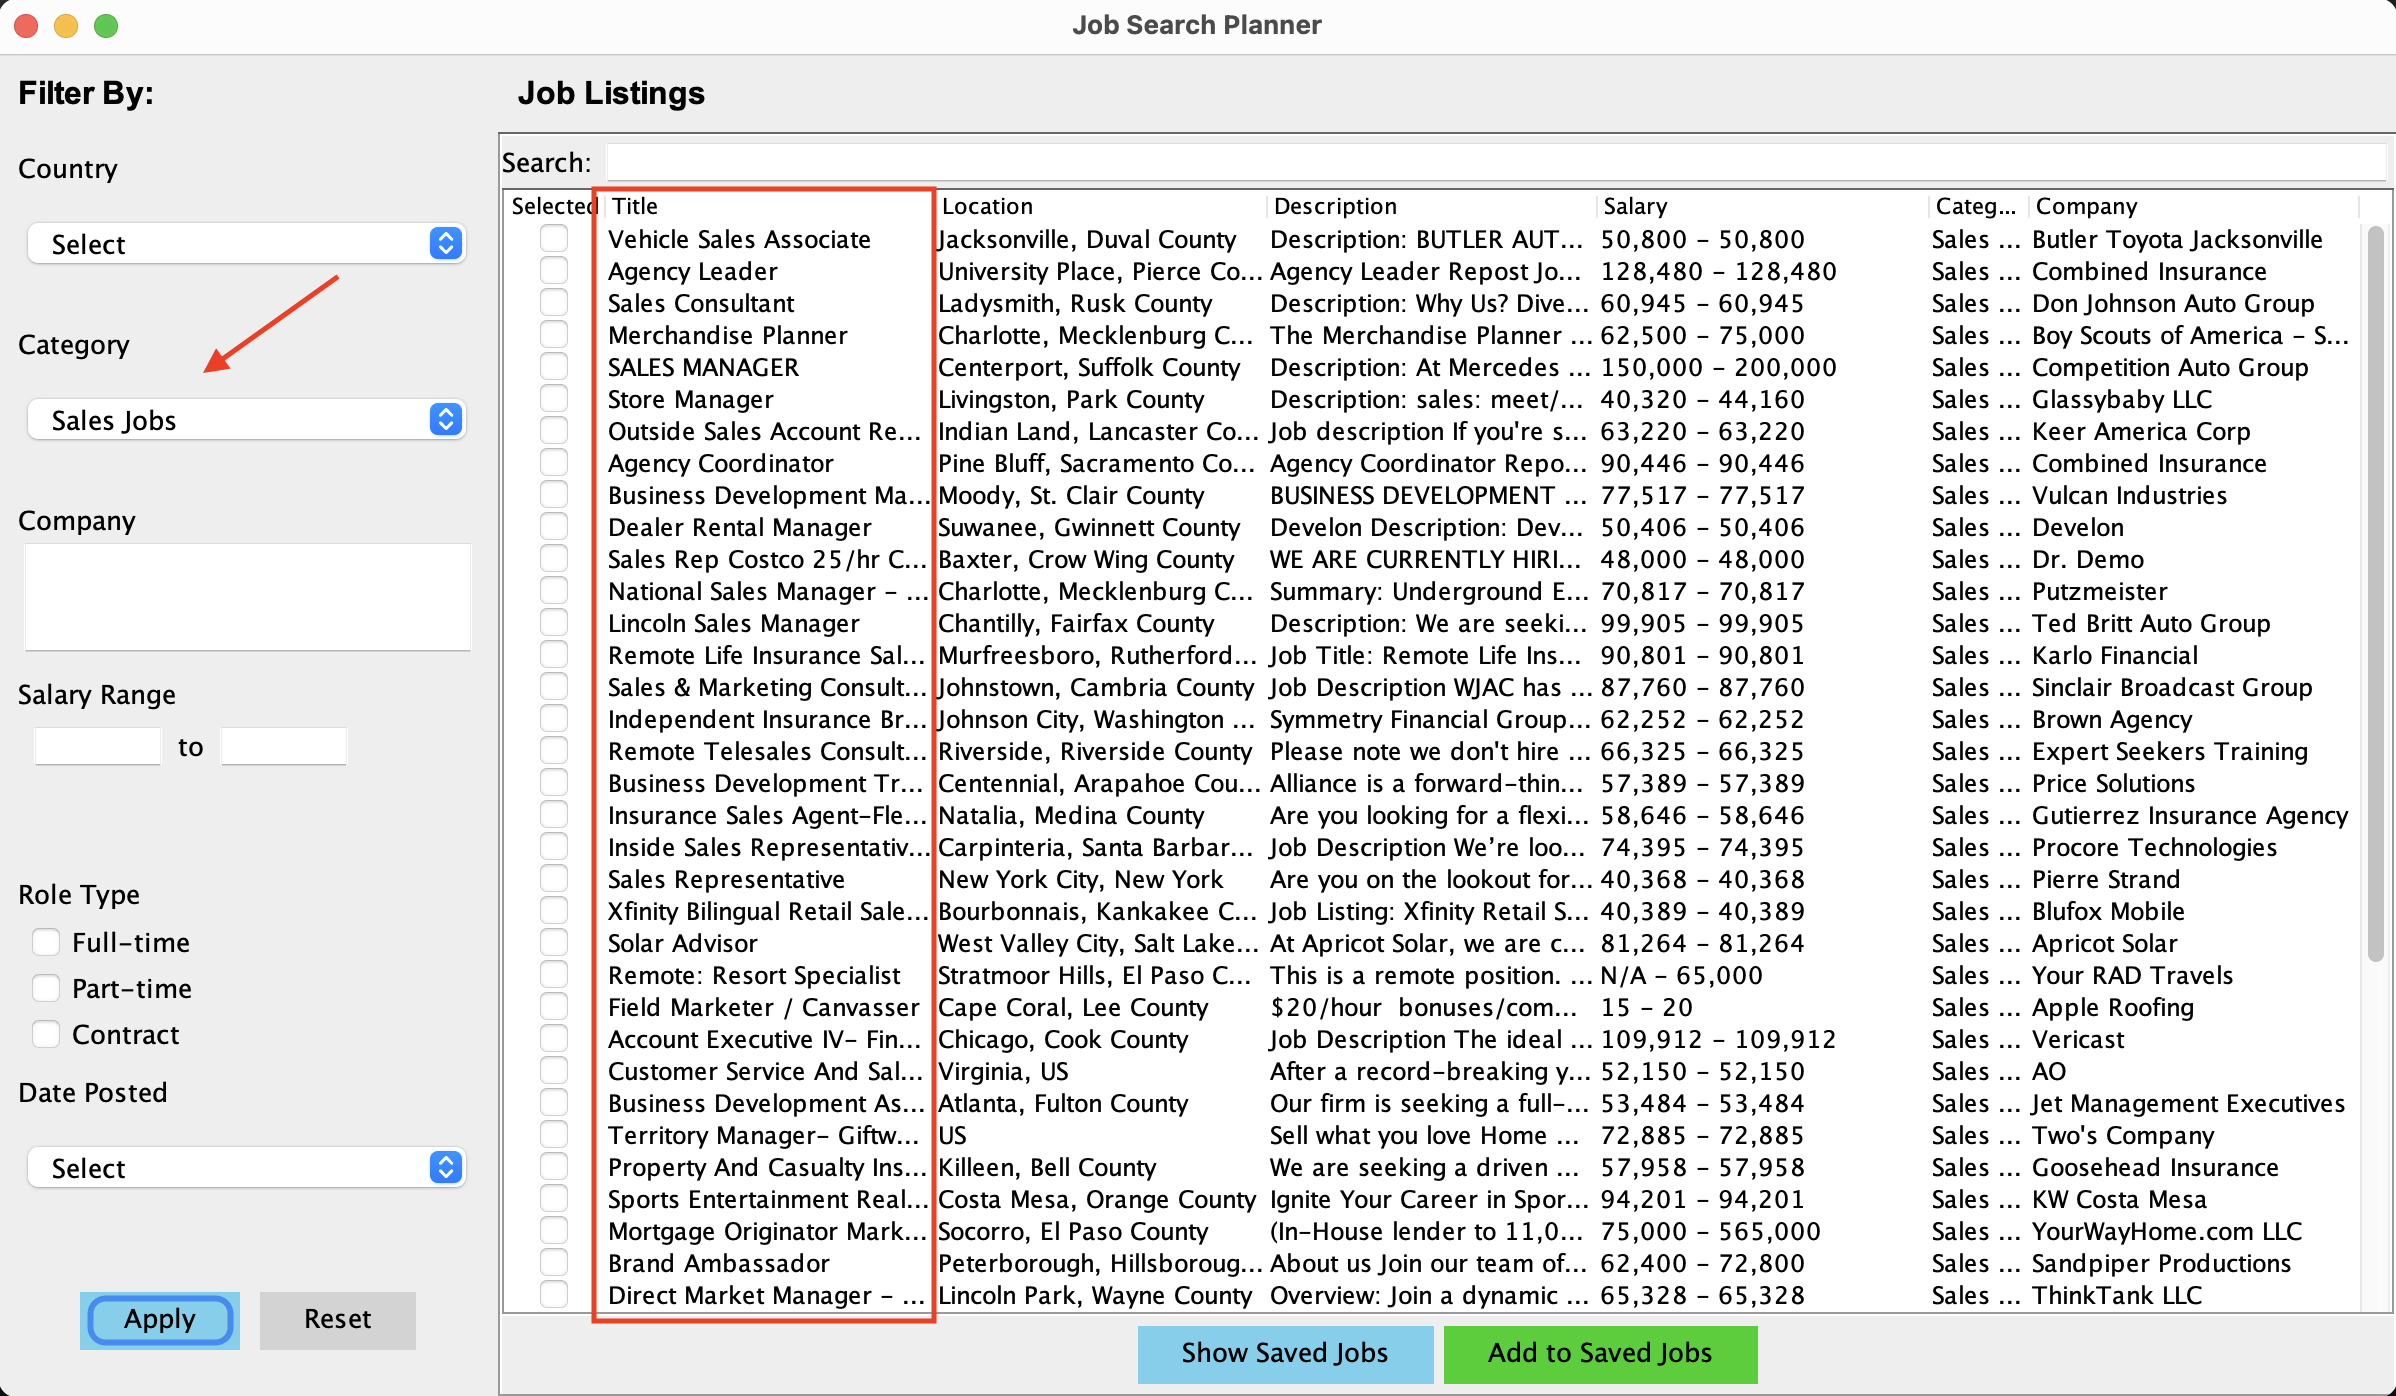 Job Search Planner
Filter By:
Country
Select
Category
Sales Jobs
Company
Salary Range
to
Role Type
Full-time
Part-time
Contract
Date Posted
Select
Apply Reset
Job Listings
Search:
Selected Title Location Description Salary Categ... Company
Vehicle Sales Associate Jacksonville, Duval County Description: BUTLER AUT... 50,800 - 50,800 Sales ... Butler Toyota Jacksonville
Agency Leader University Place, Pierce Co... Agency Leader Repost Jo... 128,480 - 128,480 Sales ... Combined Insurance
Sales Consultant Ladysmith, Rusk County Description: Why Us? Dive... 60,945 - 60,945 Sales ... Don Johnson Auto Group
Merchandise Planner Charlotte, Mecklenburg C... The Merchandise Planner ... 62,500 - 75,000 Sales ... Boy Scouts of America - S...
SALES MANAGER Centerport, Suffolk County Description: At Mercedes ... 150,000 - 200,000 Sales ... Competition Auto Group
Store Manager Livingston, Park County Description: sales: meet/... 40,320 - 44,160 Sales ... Glassybaby LLC
Outside Sales Account Re... Indian Land, Lancaster Co... Job description If you're s... 63,220 - 63,220 Sales ... Keer America Corp
Agency Coordinator Pine Bluff, Sacramento Co... Agency Coordinator Repo... 90,446 - 90,446 Sales ... Combined Insurance
Business Development Ma... Moody, St. Clair County BUSINESS DEVELOPMENT ... 77,517 - 77,517 Sales ... Vulcan Industries
Dealer Rental Manager Suwanee, Gwinnett County Develon Description: Dev... 50,406 - 50,406 Sales ... Develon
Sales Rep Costco 25/hr C... Baxter, Crow Wing County WE ARE CURRENTLY HIRI... 48,000 - 48,000 Sales ... Dr. Demo
National Sales Manager - ... Charlotte, Mecklenburg C... Summary: Underground E... 70,817 - 70,817 Sales ... Putzmeister
Lincoln Sales Manager Chantilly, Fairfax County Description: We are seeki... 99,905 - 99,905 Sales ... Ted Britt Auto Group
Remote Life Insurance Sal... Murfreesboro, Rutherford... Job Title: Remote Life Ins... 90,801 - 90,801 Sales ... Karlo Financial
Sales & Marketing Consult... Johnstown, Cambria County Job Description WJAC has ... 87,760 - 87,760 Sales ... Sinclair Broadcast Group
Independent Insurance Br... Johnson City, Washington ... Symmetry Financial Group... 62,252 - 62,252 Sales ... Brown Agency
Remote Telesales Consult... Riverside, Riverside County Please note we don't hire ... 66,325 - 66,325 Sales ... Expert Seekers Training
Business Development Tr... Centennial, Arapahoe Cou... Alliance is a forward-thin... 57,389 - 57,389 Sales ... Price Solutions
Insurance Sales Agent-Fle... Natalia, Medina County Are you looking for a flexi... 58,646 - 58,646 Sales ... Gutierrez Insurance Agency
Inside Sales Representativ... Carpinteria, Santa Barbar... Job Description We’re loo... 74,395 - 74,395 Sales ... Procore Technologies
Sales Representative New York City, New York Are you on the lookout for... 40,368 - 40,368 Sales ... Pierre Strand
Xfinity Bilingual Retail Sale... Bourbonnais, Kankakee C... Job Listing: Xfinity Retail S... 40,389 - 40,389 Sales ... Blufox Mobile
Solar Advisor West Valley City, Salt Lake... At Apricot Solar, we are c... 81,264 - 81,264 Sales ... Apricot Solar
Remote: Resort Specialist Stratmoor Hills, El Paso C... This is a remote position. ... N/A - 65,000 Sales ... Your RAD Travels
Field Marketer / Canvasser Cape Coral, Lee County $20/hour bonuses/com... 15 - 20 Sales ... Apple Roofing
Account Executive IV- Fin... Chicago, Cook County Job Description The ideal ... 109,912 - 109,912 Sales ... Vericast
Customer Service And Sal... Virginia, US After a record-breaking y... 52,150 - 52,150 Sales ... AO
Business Development As... Atlanta, Fulton County Our firm is seeking a full-... 53,484 - 53,484 Sales ... Jet Management Executives
Territory Manager- Giftw... US Sell what you love Home ... 72,885 - 72,885 Sales ... Two's Company
Property And Casualty Ins... Killeen, Bell County We are seeking a driven ... 57,958 - 57,958 Sales ... Goosehead Insurance
Sports Entertainment Real... Costa Mesa, Orange County Ignite Your Career in Spor... 94,201 - 94,201 Sales ... KW Costa Mesa
Mortgage Originator Mark... Socorro, El Paso County (In-House lender to 11,0... 75,000 - 565,000 Sales ... YourWayHome.com LLC
Brand Ambassador Peterborough, Hillsboroug... About us Join our team of... 62,400 - 72,800 Sales ... Sandpiper Productions
Direct Market Manager - ... Lincoln Park, Wayne County Overview: Join a dynamic ... 65,328 - 65,328 Sales ... ThinkTank LLC
Show Saved Jobs Add to Saved Jobs